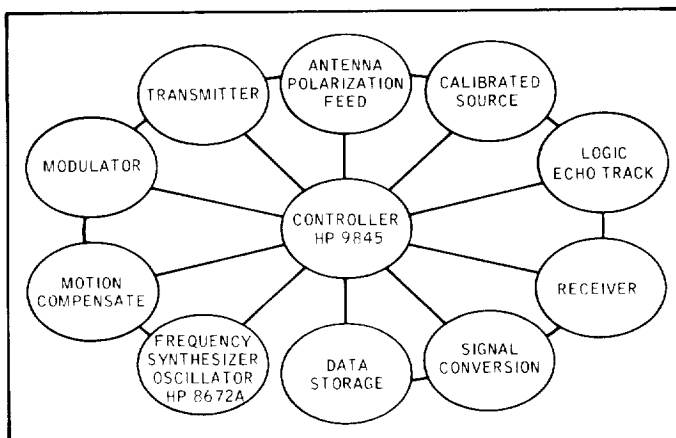 ANTENNA
POLARIZATION
FEED
TRANSMITTER
CALIBRATED
SOURCE
MODULATOR
LOGIC
ECHO TRACK
CONTROLLER
HP 9845
MOTION
COMPENSATE
RECEIVER
FREQUENCY
SYNTHESIZER
OSCILLATOR
HP 8672A
DATA
STORAGE
SIGNAL
CONVERSION